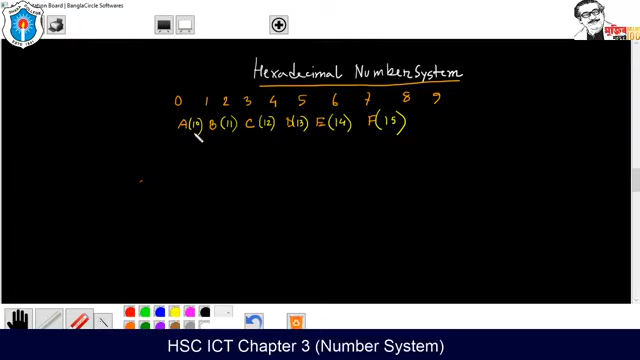 Presentation Board | BanglaCircle Softwares
Hexadecimal Number System
0 1 2 3 4 5 6 7 8 9
A(10) B(11) C(12) D(13) E(14) F(15)
HSC ICT Chapter 3 (Number System)